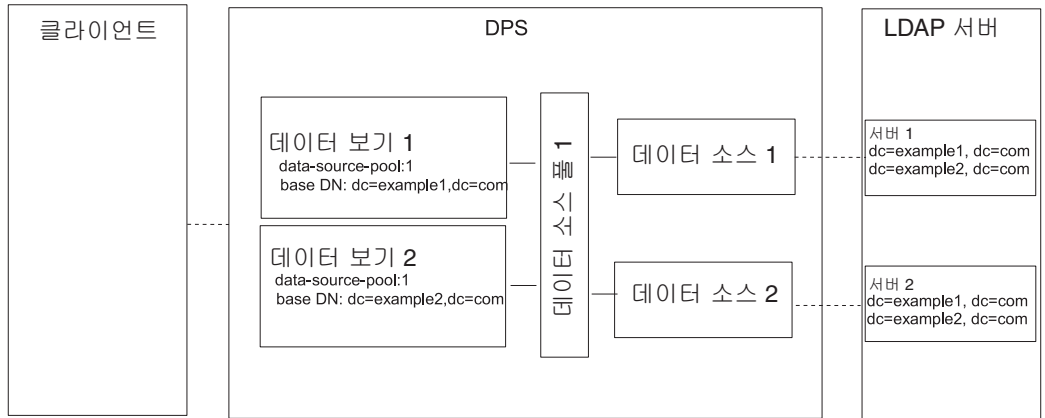 클라이언트
DPS
LDAP 서버
데이터 보기 1
data-source-pool:1
base DN: dc=example1,dc=com
데이터 보기 2
data-source-pool:1
base DN: dc=example2,dc=com
데이터 소스 풀 1
데이터 소스 1
데이터 소스 2
서버 1
dc=example1, dc=com
dc=example2, dc=com
서버 2
dc=example1, dc=com
dc=example2, dc=com